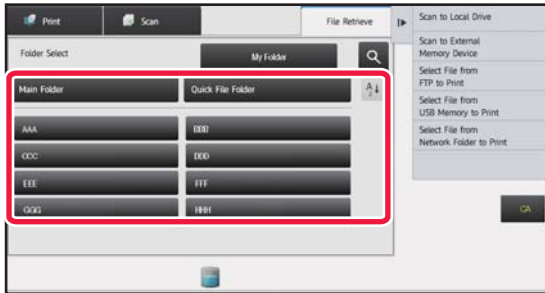 Print
Scan
File Retrieve
Folder Select
My Folder
Main Folder
Quick File Folder
A
Z
AAA
BBB
CCC
DDD
EEE
FFF
GGG
HHH
Scan to Local Drive
Scan to External
Memory Device
Select File from
FTP to Print
Select File from
USB Memory to Print
Select File from
Network Folder to Print
CA